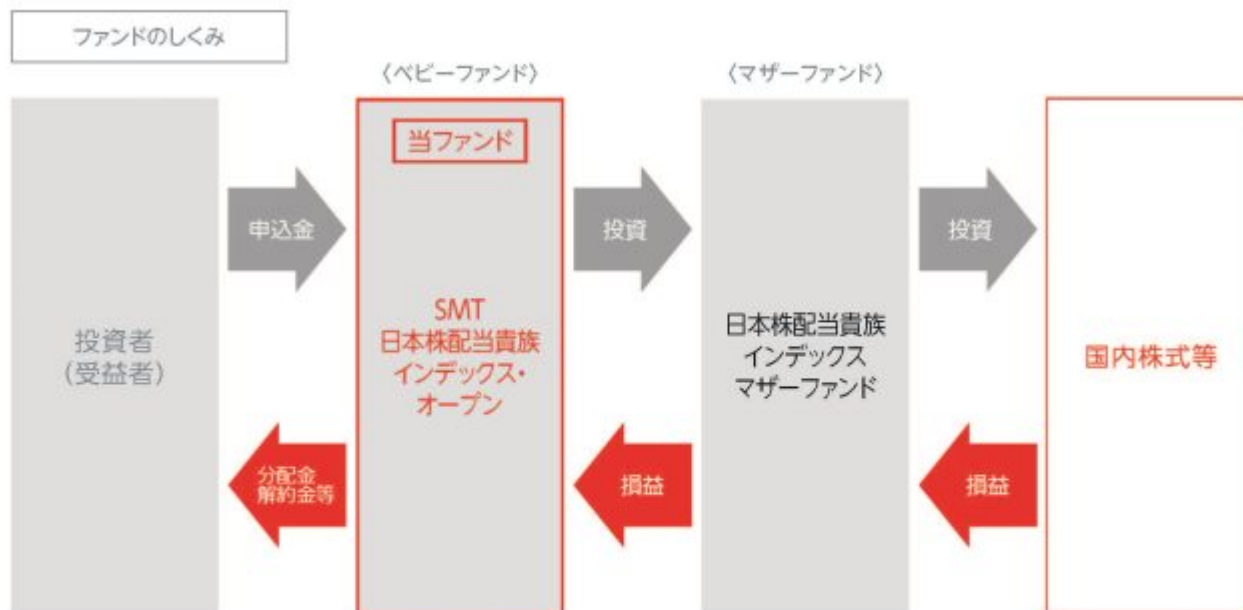 ファンドのしくみ
〈ベビーファンド〉
〈マザーファンド〉
当ファンド
申込金
投資
投資
投資者
(受益者)
SMT
日本株配当貴族
インデックス・
オープン
日本株配当貴族
インデックス
マザーファンド
国内株式等
分配金
解約金等
損益
損益